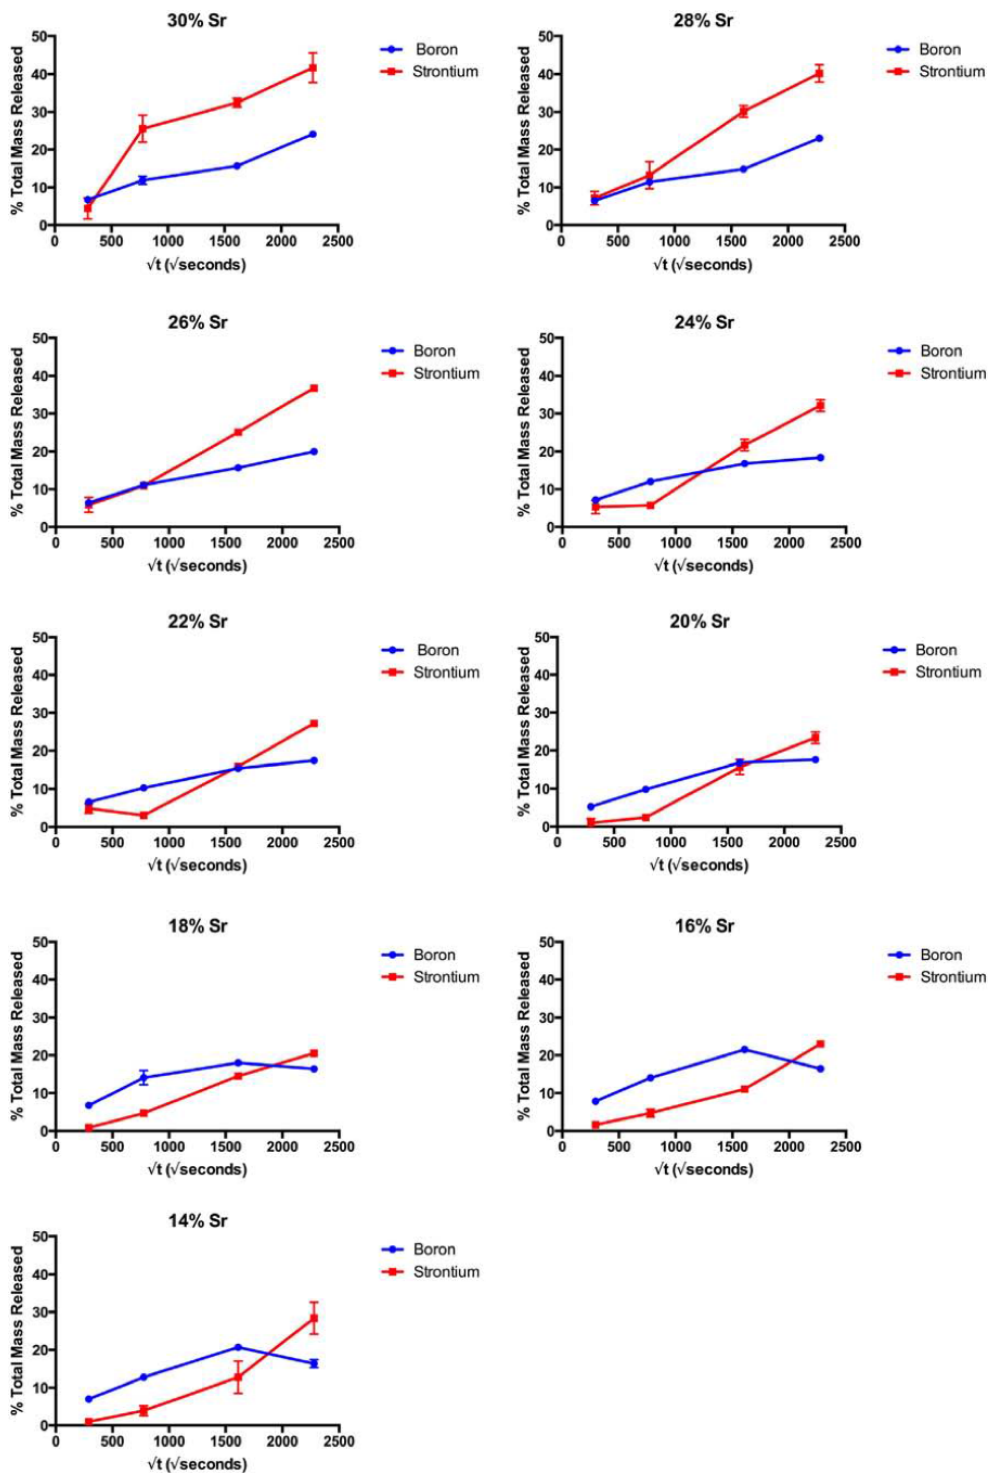 30% Sr
% Total Mass Released
50
40
30
20
10
0
0 500 1000 1500 2000 2500
√t (√seconds)
Boron
Strontium
28% Sr
% Total Mass Released
50
40
30
20
10
0
0 500 1000 1500 2000 2500
√t (√seconds)
Boron
Strontium
26% Sr
% Total Mass Released
50
40
30
20
10
0
0 500 1000 1500 2000 2500
√t (√seconds)
Boron
Strontium
24% Sr
% Total Mass Released
50
40
30
20
10
0
0 500 1000 1500 2000 2500
√t (√seconds)
Boron
Strontium
22% Sr
% Total Mass Released
50
40
30
20
10
0
0 500 1000 1500 2000 2500
√t (√seconds)
Boron
Strontium
20% Sr
% Total Mass Released
50
40
30
20
10
0
0 500 1000 1500 2000 2500
√t (√seconds)
Boron
Strontium
18% Sr
% Total Mass Released
50
40
30
20
10
0
0 500 1000 1500 2000 2500
√t (√seconds)
Boron
Strontium
16% Sr
% Total Mass Released
50
40
30
20
10
0
0 500 1000 1500 2000 2500
√t (√seconds)
Boron
Strontium
14% Sr
% Total Mass Released
50
40
30
20
10
0
0 500 1000 1500 2000 2500
√t (√seconds)
Boron
Strontium